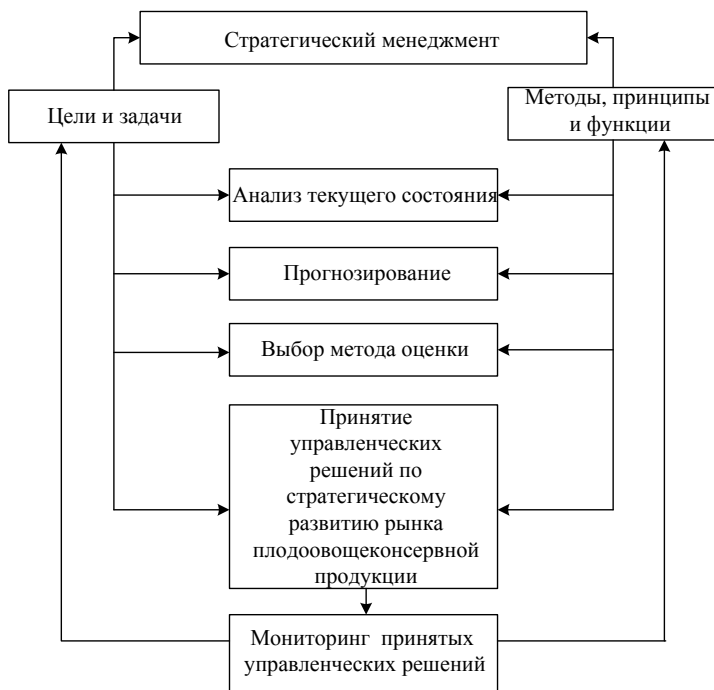 Стратегический менеджмент
Цели и задачи
Методы, принципы
и функции
Анализ текущего состояния
Прогнозирование
Выбор метода оценки
Принятие
управленческих
решений по
стратегическому
развитию рынка
плодоовощеконсервной
продукции
Мониторинг принятых
управленческих решений